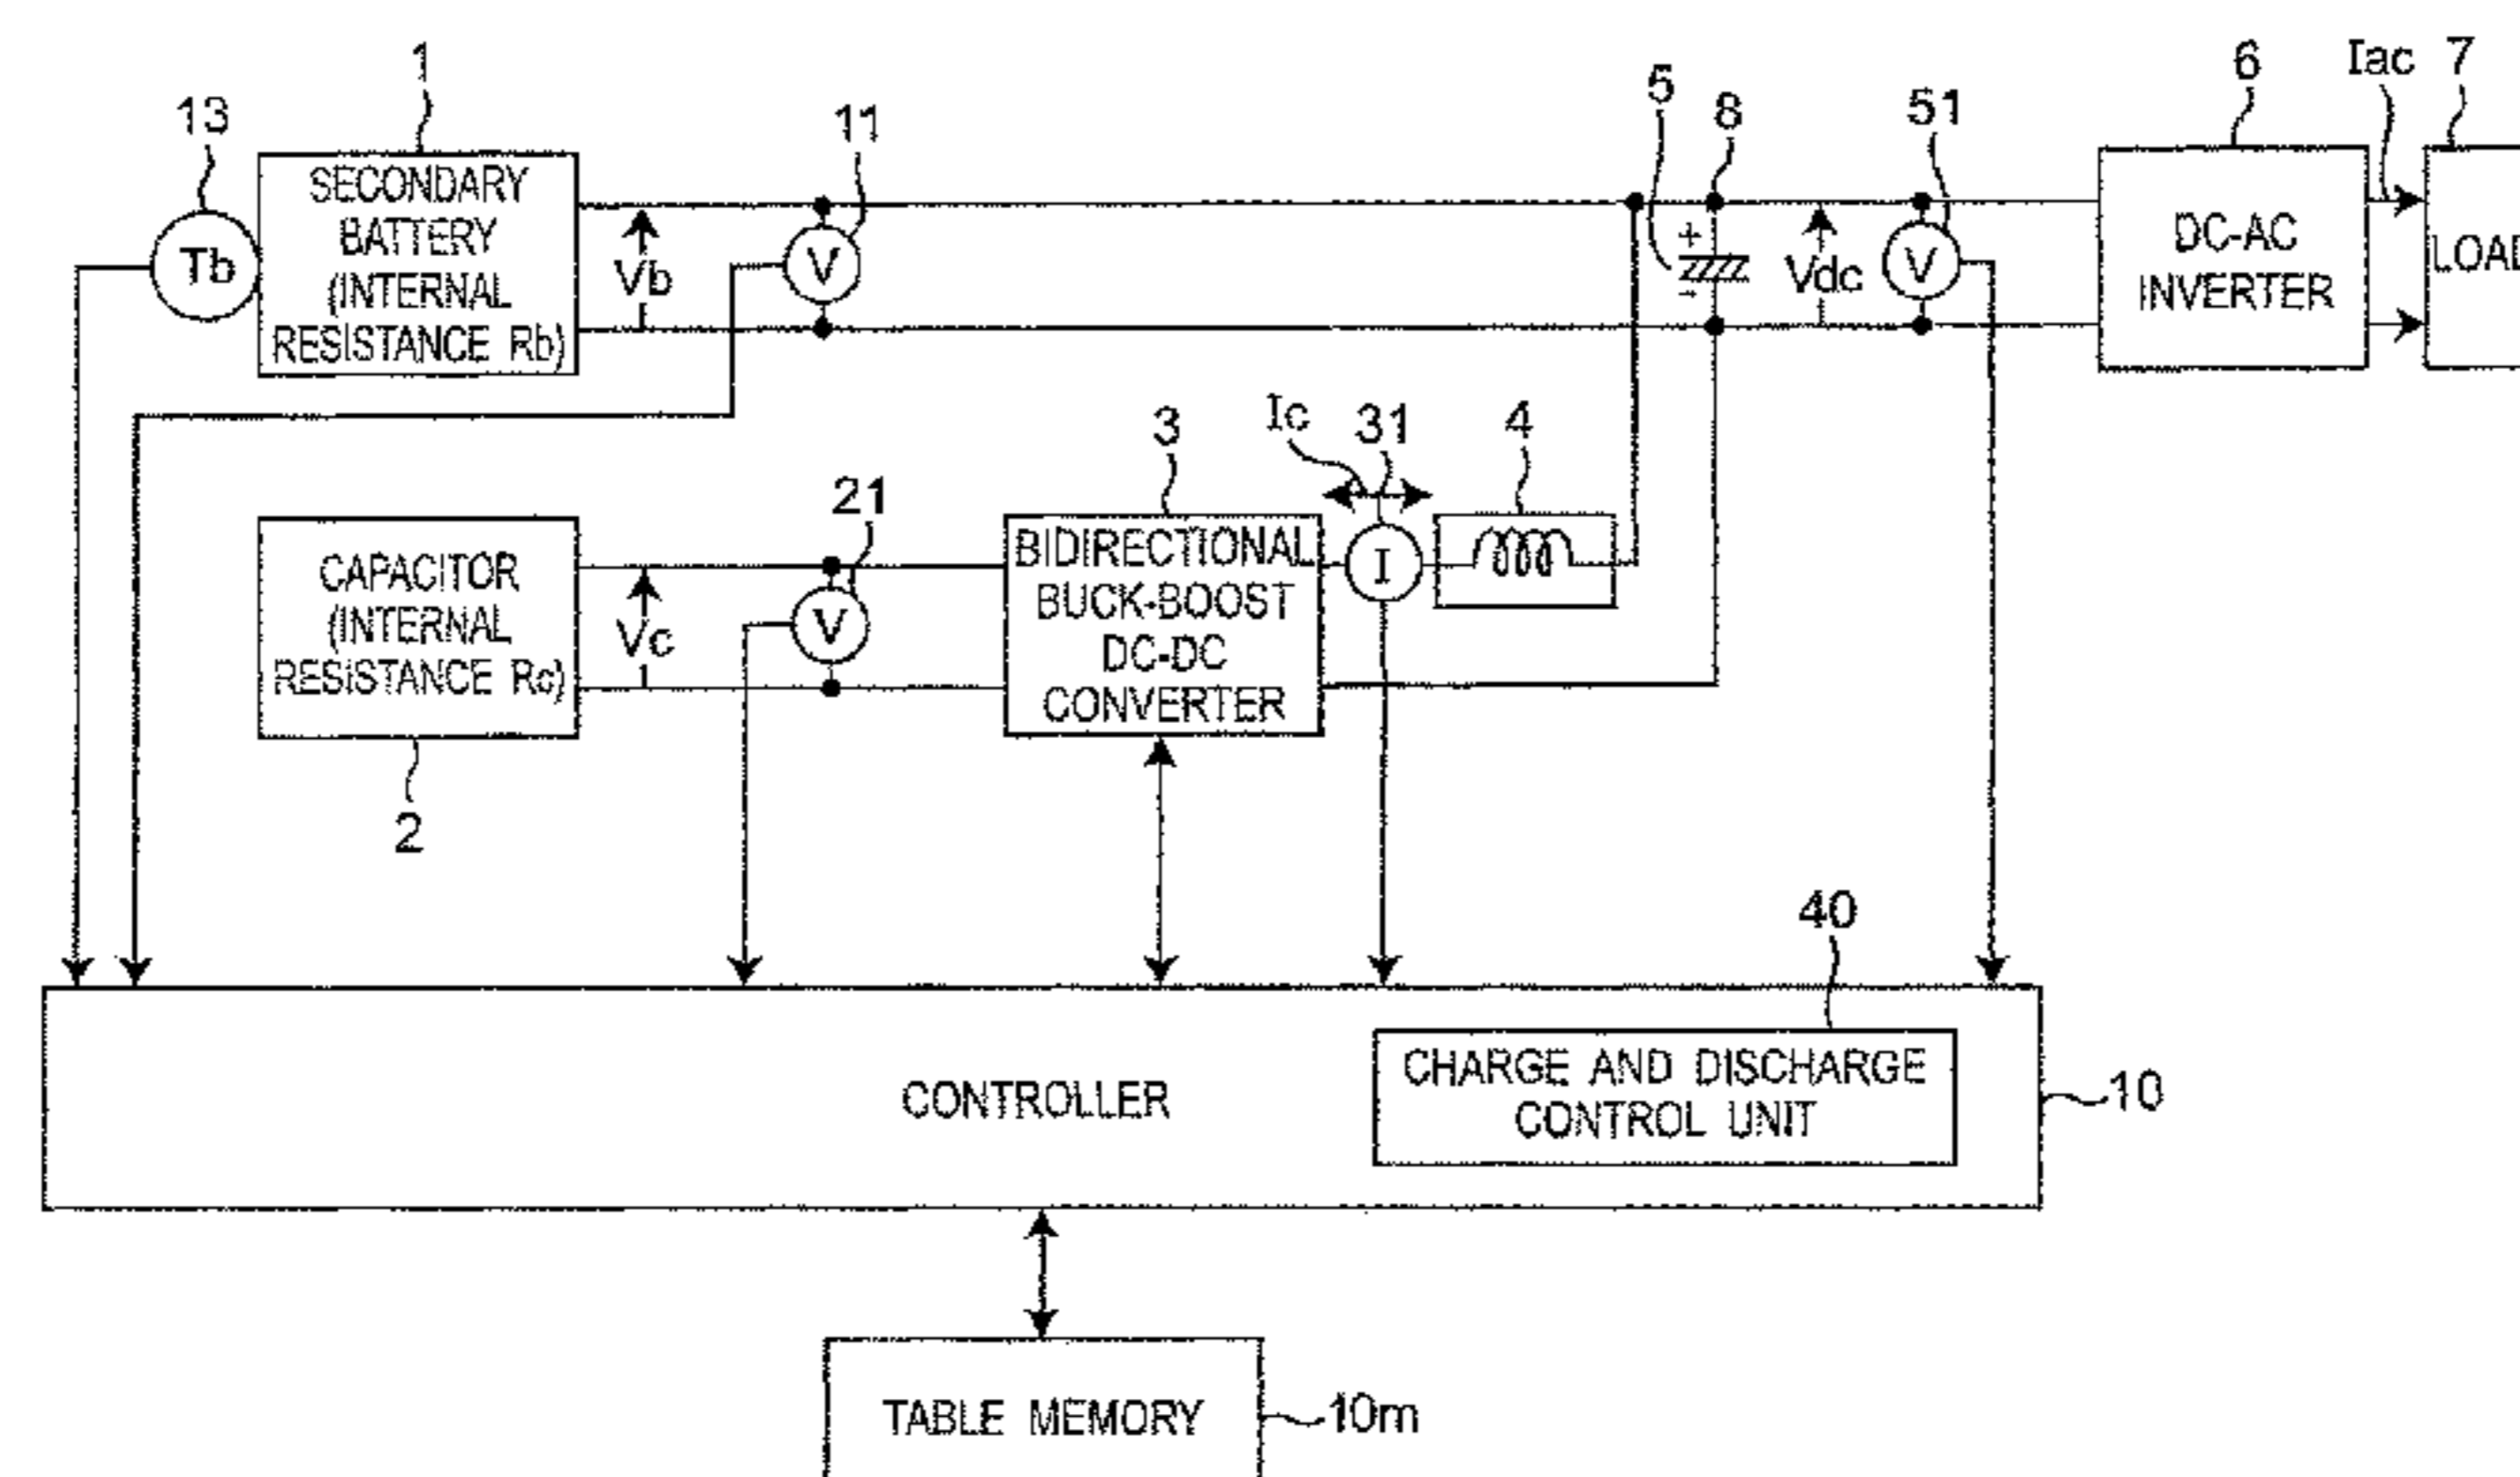 1
13
11
5
8
51
6
Iac
7
SECONDARY
BATTERY
(INTERNAL
RESISTANCE Rb)
Tb
Vb
V
+
-
Vdc
V
DC-AC
INVERTER
LOAD
3
Ic
31
4
21
CAPACITOR
(INTERNAL
RESISTANCE Rc)
Vc
V
BIDIRECTIONAL
BUCK-BOOST
DC-DC
CONVERTER
I
2
40
CONTROLLER
CHARGE AND DISCHARGE
CONTROL UNIT
10
TABLE MEMORY
10m